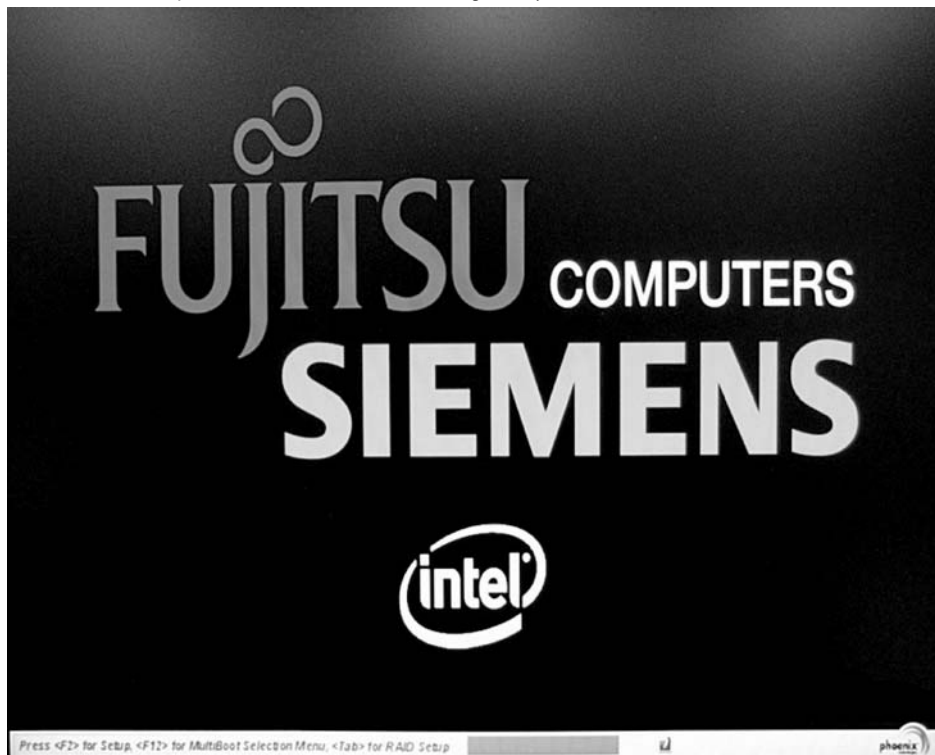 FUJITSU COMPUTERS
SIEMENS
intel
Press <F2> for Setup, <F12> for MultiBoot Selection Menu, <Tab> for RAID Setup
phoenix